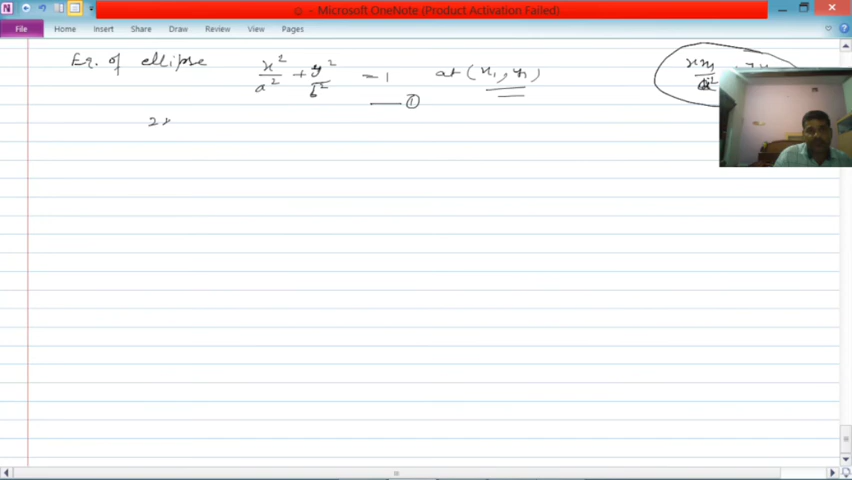 Microsoft OneNote (Product Activation Failed)
File Home Insert Share Draw Review View Pages
Eq. of ellipse x²/a² + y²/b² = 1 at (x₁, y₁)
①
2x